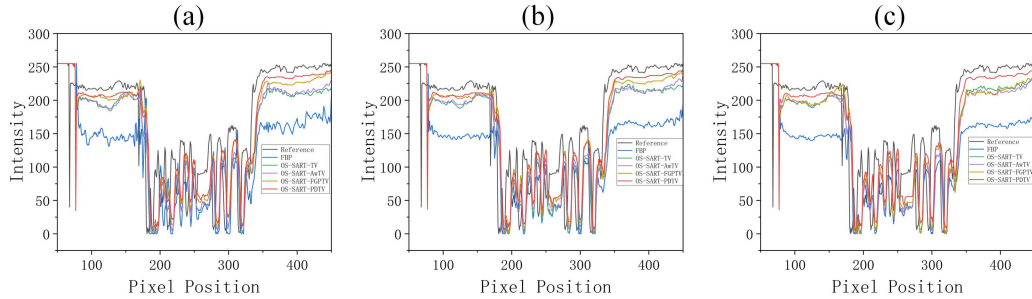 (a)
300
250
200
150
100
50
0
Intensity
100
200
300
400
Pixel Position
Reference
FBP
OS-SART-TV
OS-SART-AwTV
OS-SART-FGPTV
OS-SART-PDTV
(b)
300
250
200
150
100
50
0
Intensity
100
200
300
400
Pixel Position
Reference
FBP
OS-SART-TV
OS-SART-AwTV
OS-SART-FGPTV
OS-SART-PDTV
(c)
300
250
200
150
100
50
0
Intensity
100
200
300
400
Pixel Position
Reference
FBP
OS-SART-TV
OS-SART-AwTV
OS-SART-FGPTV
OS-SART-PDTV